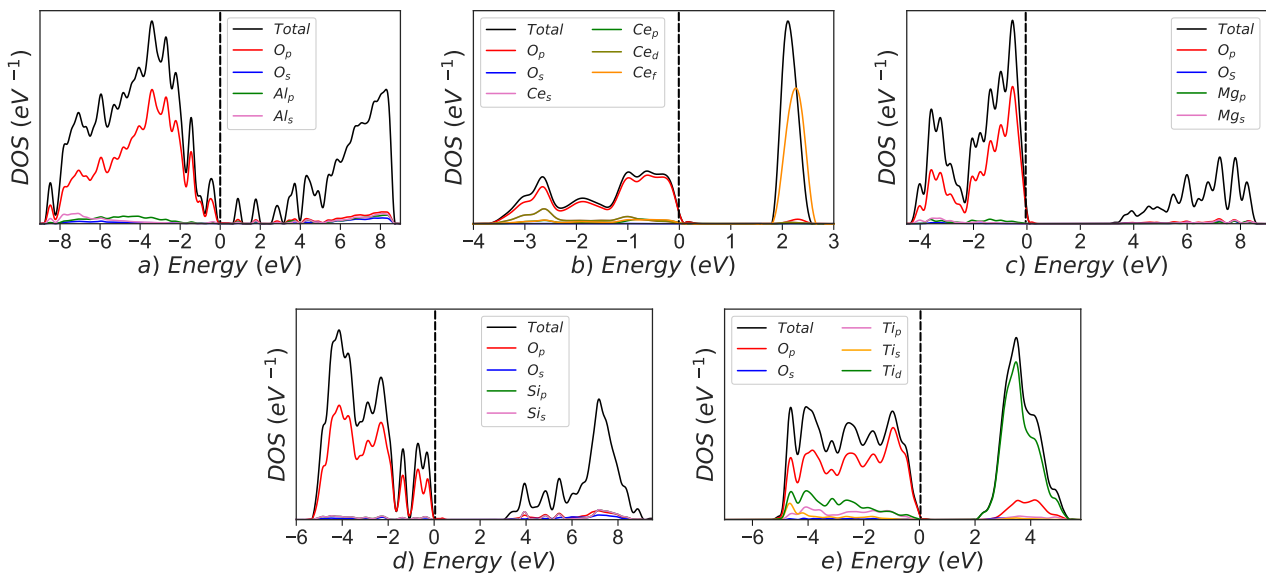 DOS (eV ⁻¹)
Total
O_p
O_s
Al_p
Al_s
−8 −6 −4 −2 0 2 4 6 8
a) Energy (eV)
DOS (eV ⁻¹)
Total
O_p
O_s
Ce_s
Ce_p
Ce_d
Ce_f
−4 −3 −2 −1 0 1 2 3
b) Energy (eV)
DOS (eV ⁻¹)
Total
O_p
O_s
Mg_p
Mg_s
−4 −2 0 2 4 6 8
c) Energy (eV)
DOS (eV ⁻¹)
Total
O_p
O_s
Si_p
Si_s
−6 −4 −2 0 2 4 6 8
d) Energy (eV)
DOS (eV ⁻¹)
Total
O_p
O_s
Ti_p
Ti_s
Ti_d
−6 −4 −2 0 2 4
e) Energy (eV)